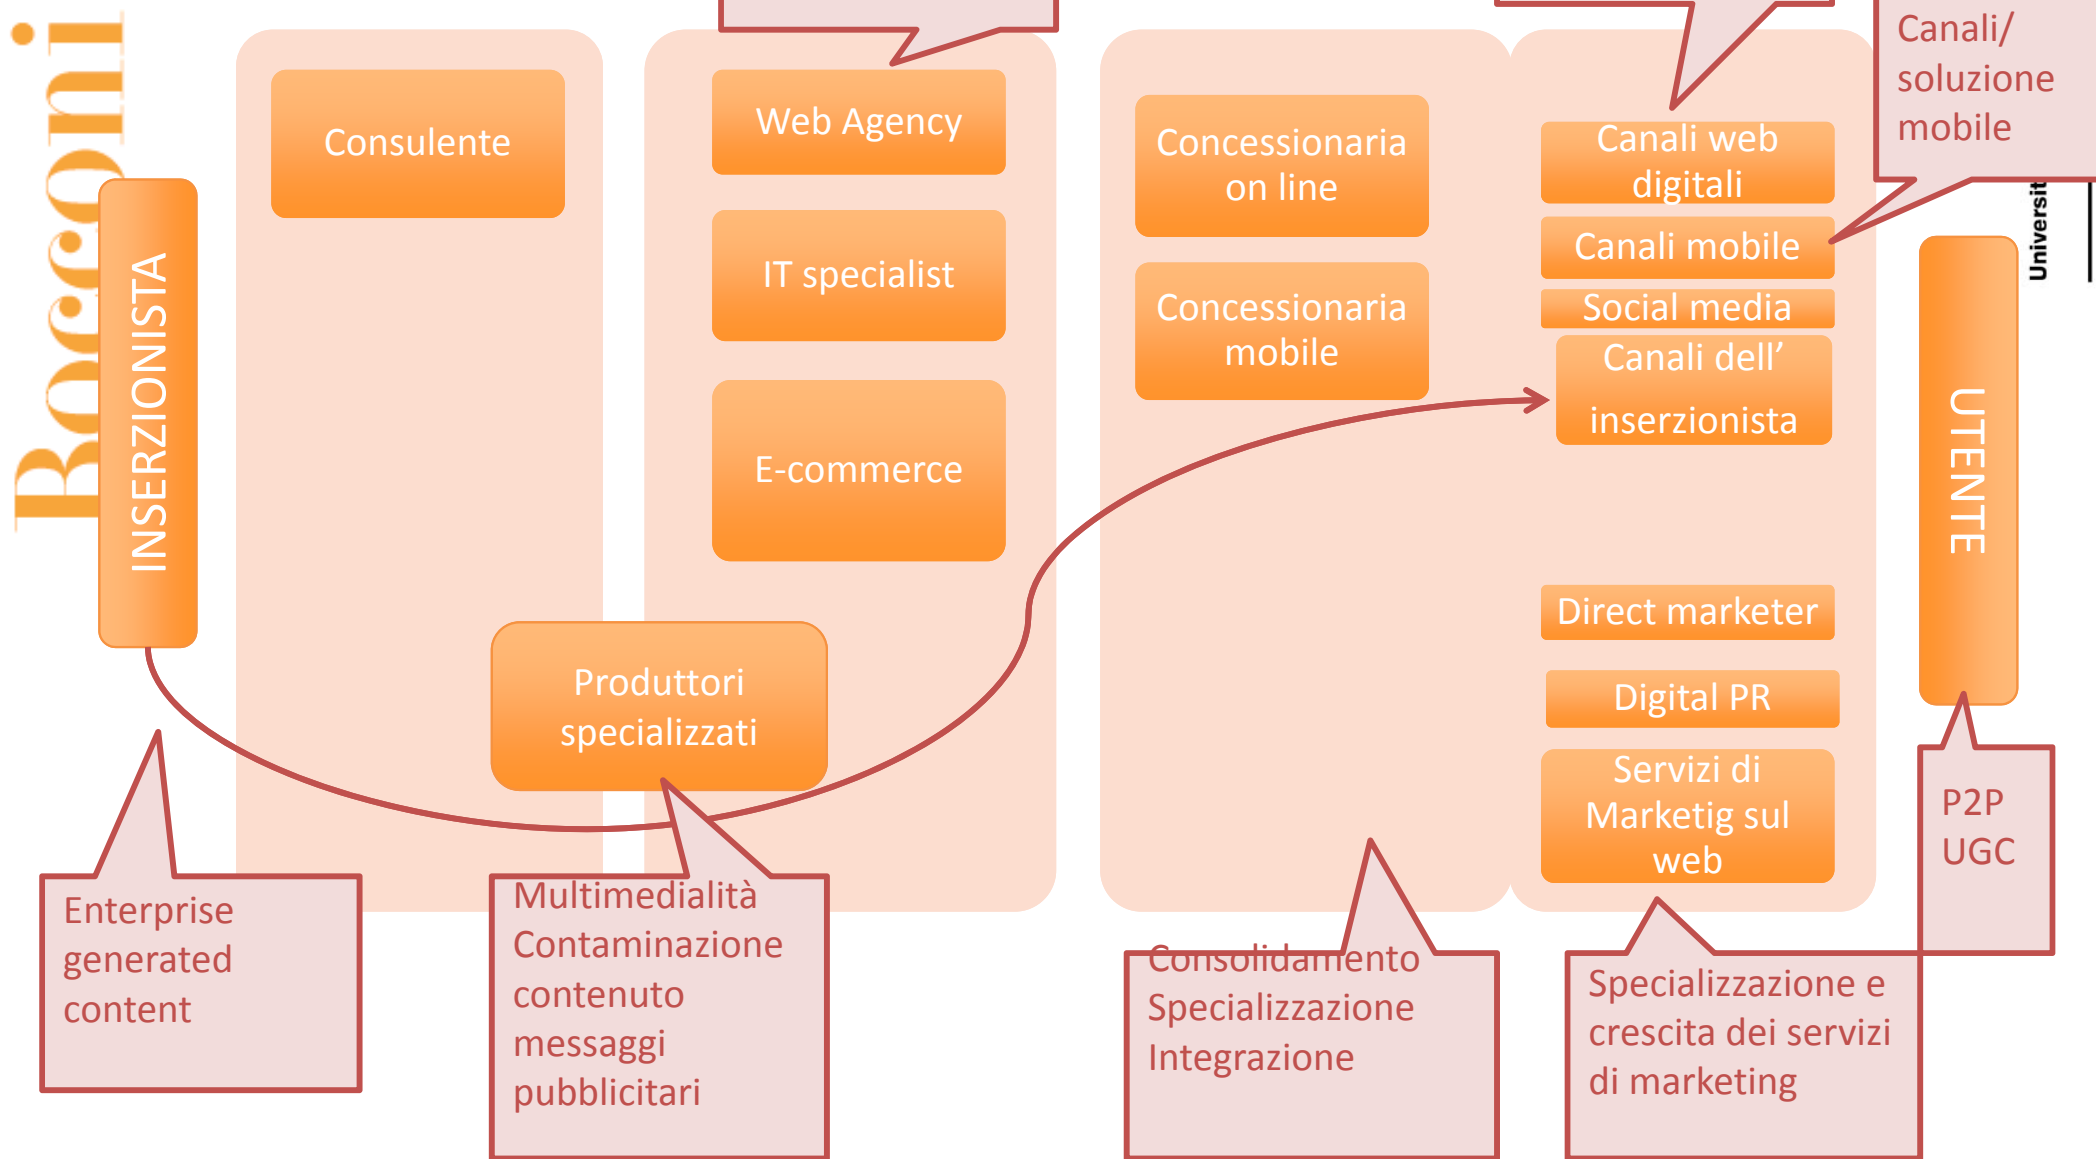 Bocconi
INSERZIONISTA
Consulente
Web Agency
IT specialist
E-commerce
Produttori
specializzati
Concessionaria
on line
Concessionaria
mobile
Canali web
digitali
Canali mobile
Social media
Canali dell’
inserzionista
Direct marketer
Digital PR
Servizi di
Marketig sul
web
Canali/
soluzione
mobile
Universit
UTENTE
P2P
UGC
Enterprise
generated
content
Multimedialità
Contaminazione
contenuto
messaggi
pubblicitari
Consolidamento
Specializzazione
Integrazione
Specializzazione e
crescita dei servizi
di marketing